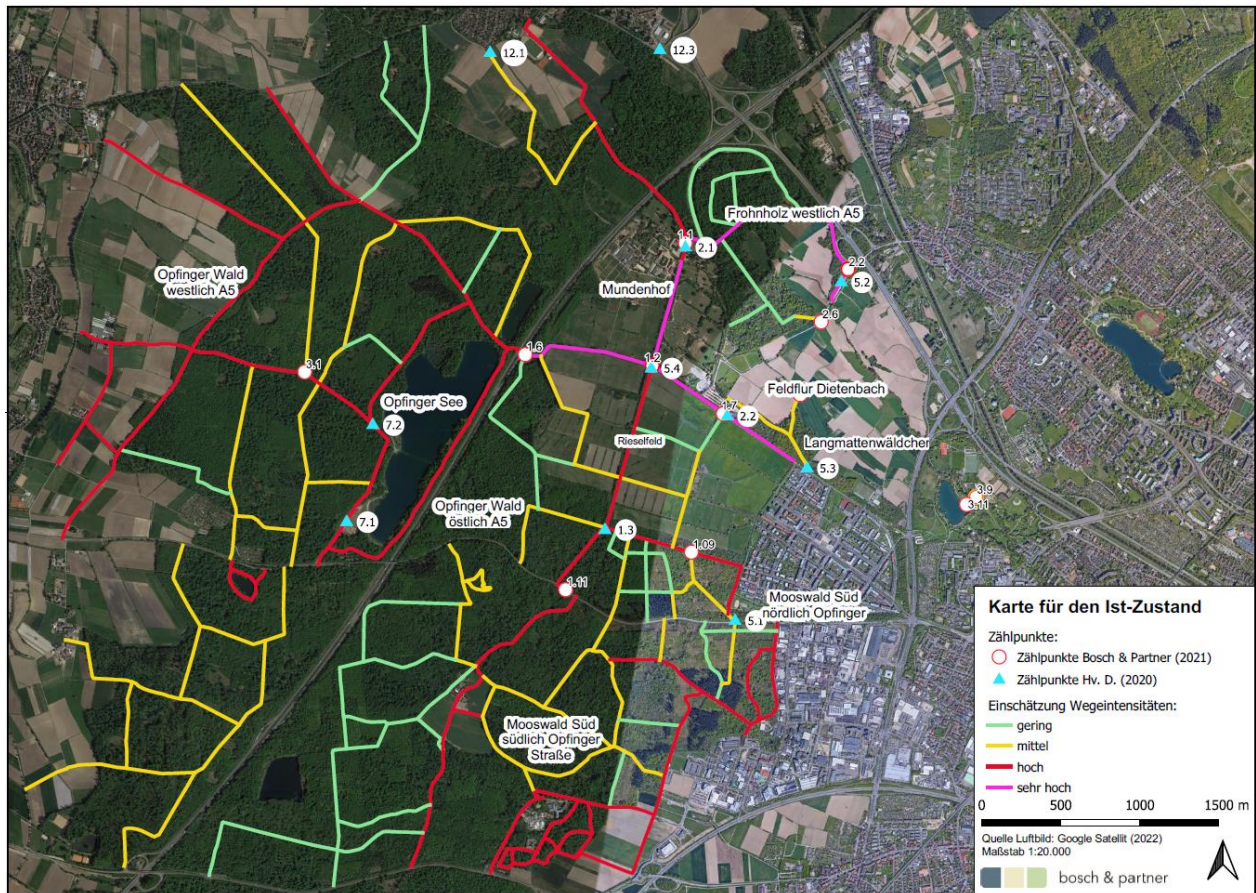 12.1
12.3
Frohnholz westlich A5
1.1
2.1
2.2
5.2
Opfinger Wald
westlich A5
Mundenhof
2.6
1.6
1.2
5.4
3.1
Feldflur Dietenbach
Opfinger See
1.7
2.2
7.2
Rieselfeld
Langmattenwäldchen
5.3
3.9
3.11
Opfinger Wald
östlich A5
7.1
1.3
1.09
1.11
Mooswald Süd
nördlich Opfinger
5.1
Mooswald Süd
südlich Opfinger
Straße
Karte für den Ist-Zustand
Zählpunkte:
Zählpunkte Bosch & Partner (2021)
Zählpunkte Hv. D. (2020)
Einschätzung Wegeintensitäten:
gering
mittel
hoch
sehr hoch
0 500 1000 1500 m
Quelle Luftbild: Google Satellit (2022)
Maßstab 1:20.000
bosch & partner